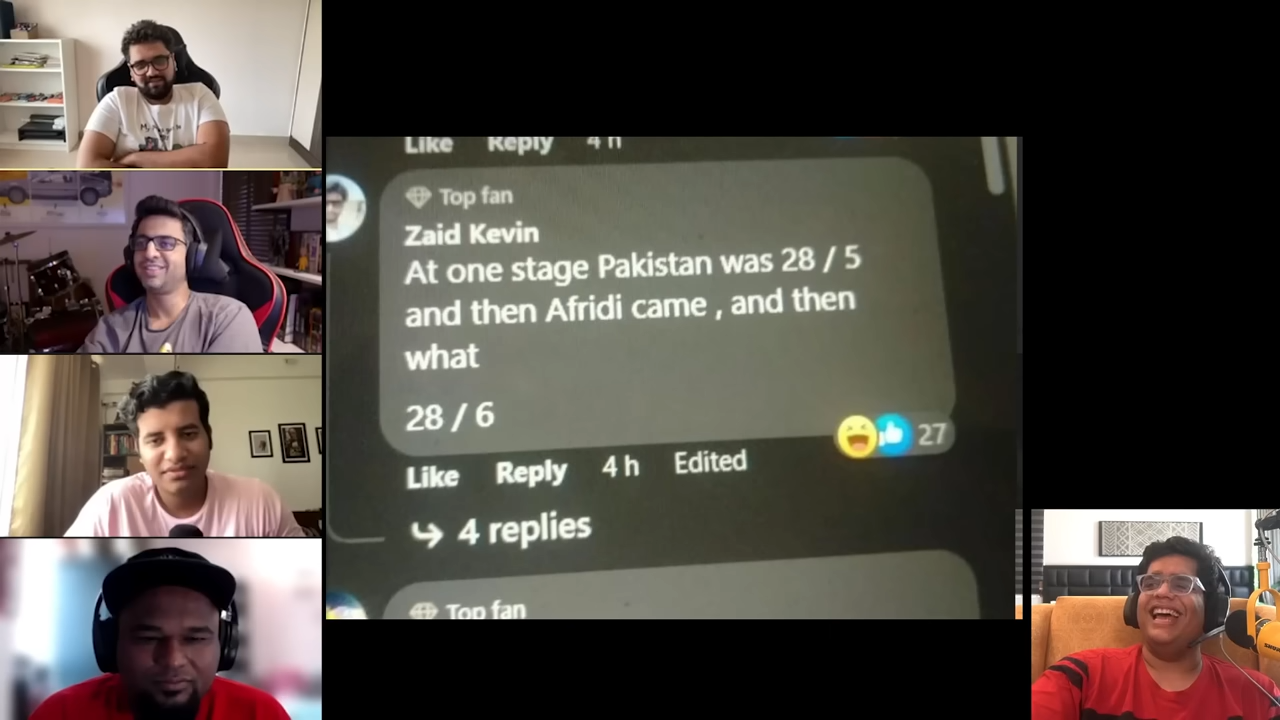 Like Reply 4 h
Top fan
Zaid Kevin
At one stage Pakistan was 28 / 5
and then Afridi came , and then
what
28 / 6
27
Like Reply 4 h Edited
4 replies
Top fan